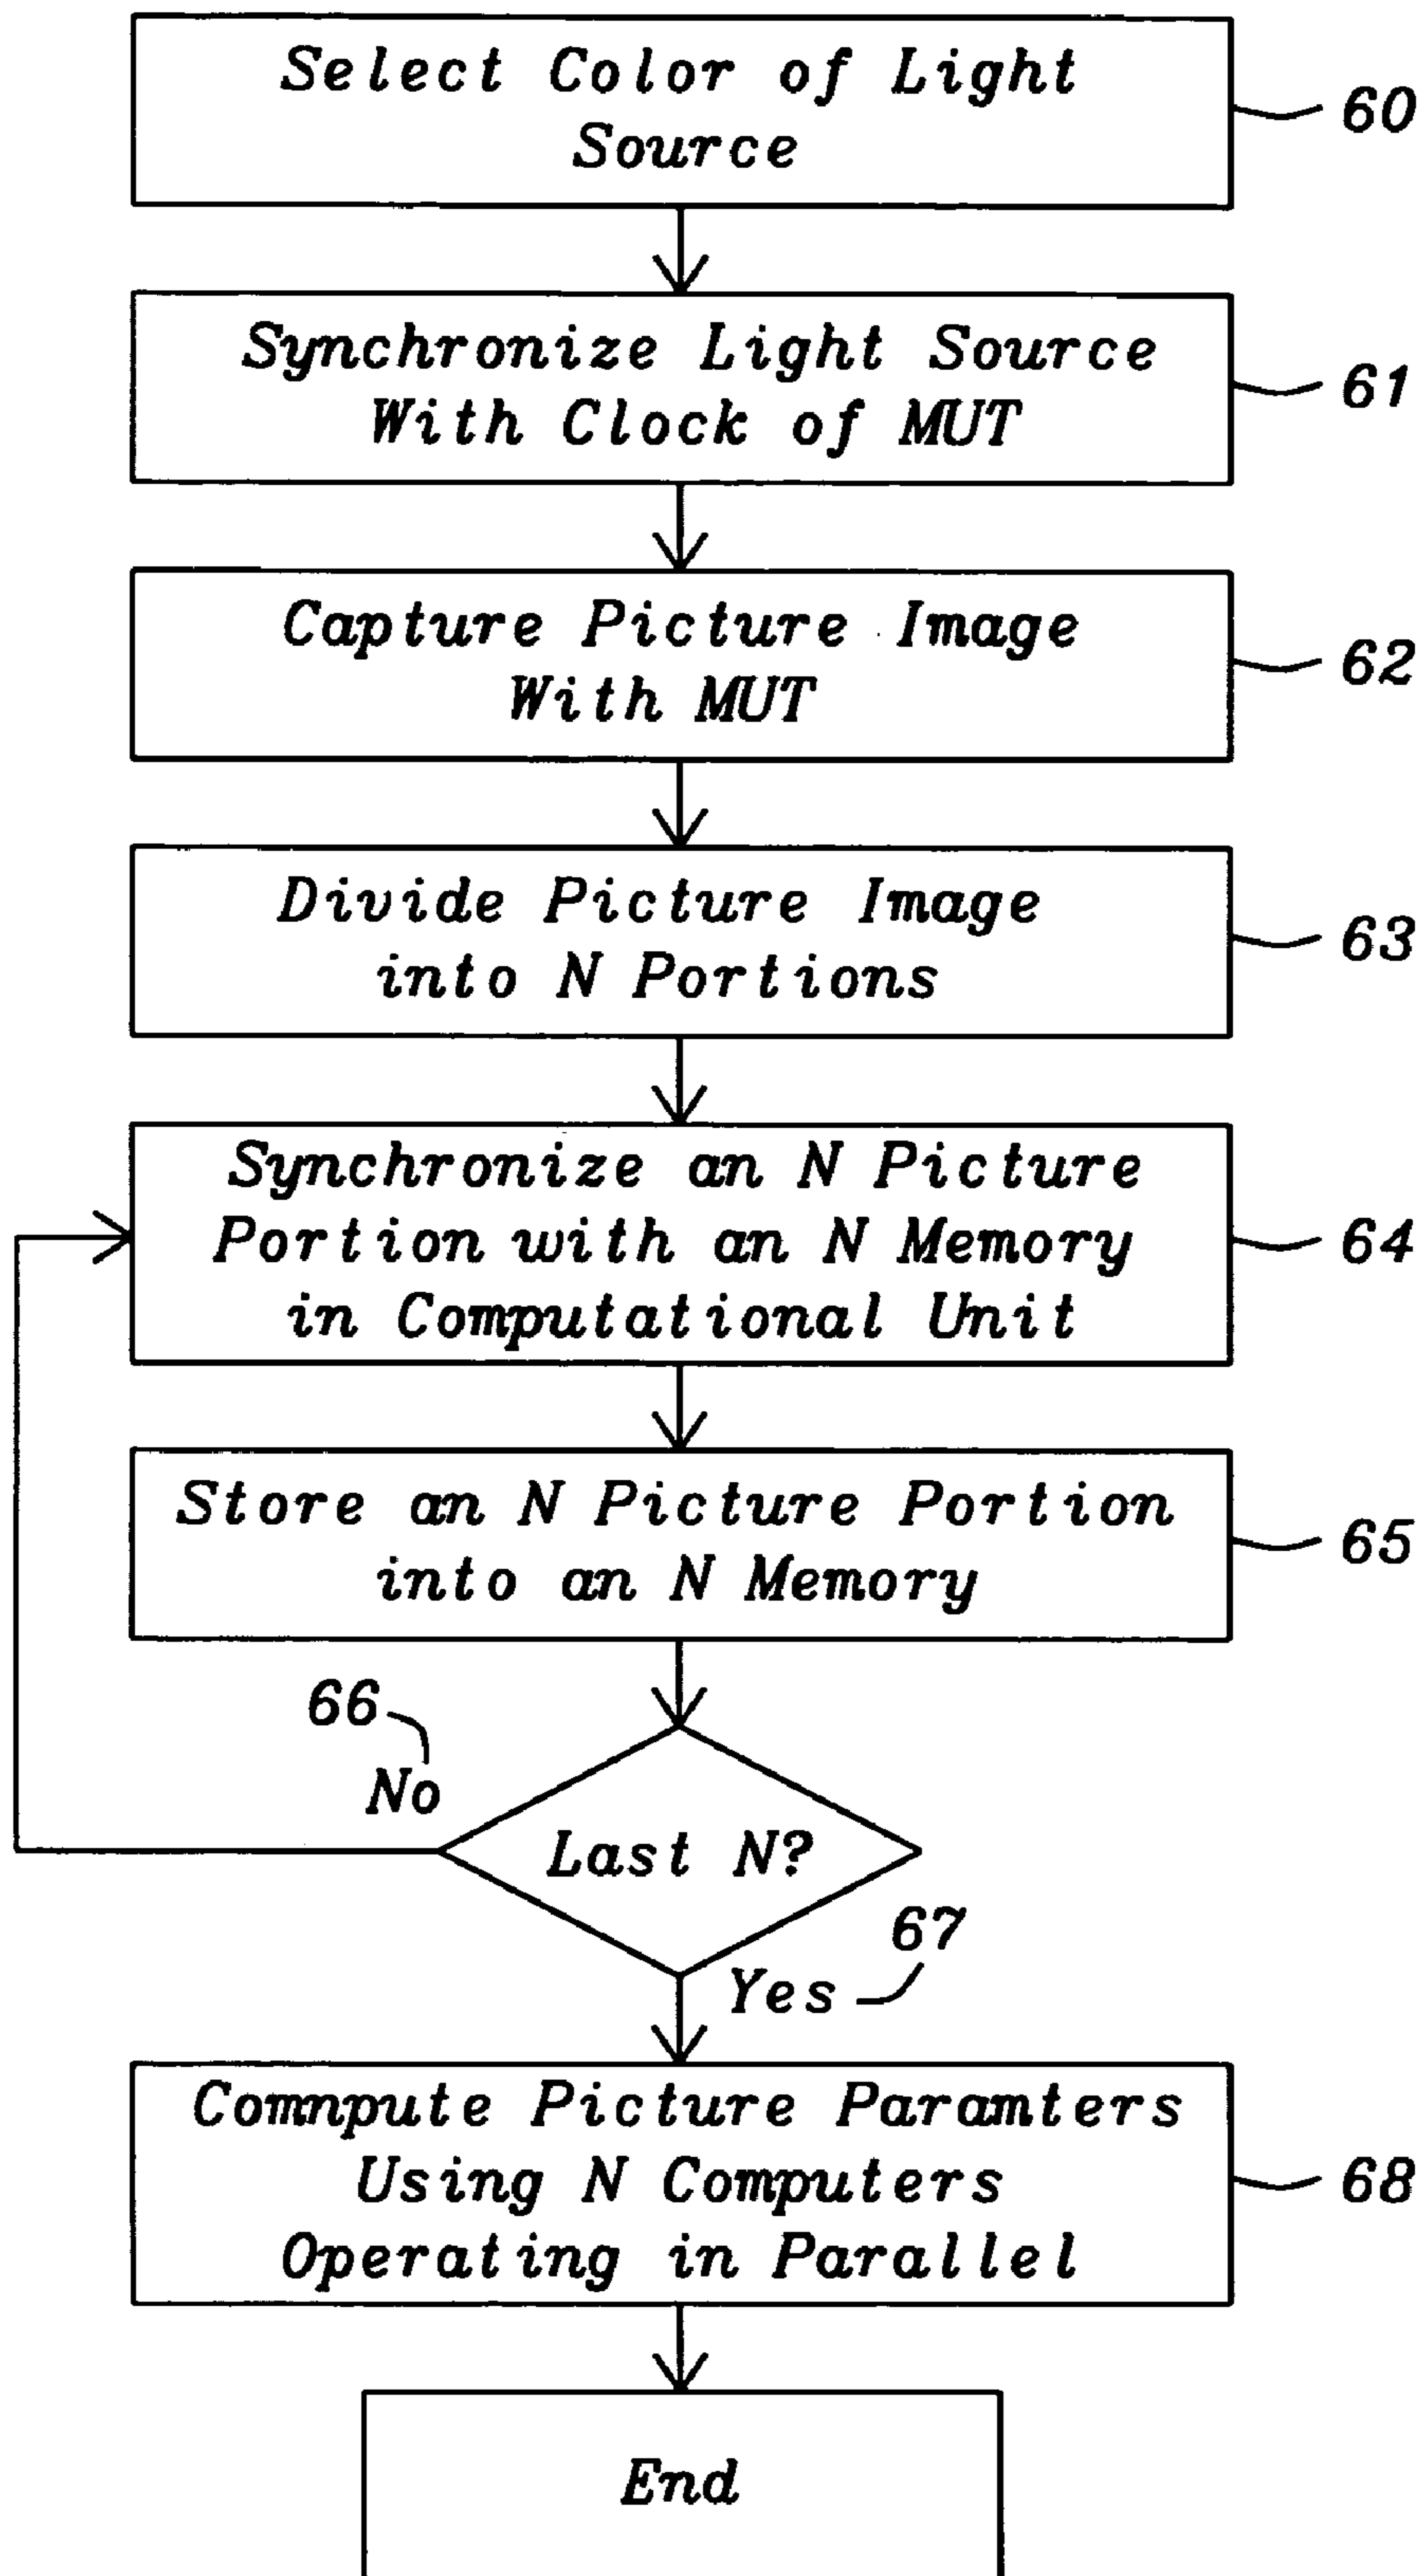 Select Color of Light
Source
60
Synchronize Light Source
With Clock of MUT
61
Capture Picture Image
With MUT
62
Divide Picture Image
into N Portions
63
Synchronize an N Picture
Portion with an N Memory
in Computational Unit
64
Store an N Picture Portion
into an N Memory
65
66
No
Last N?
67
Yes
Comnpute Picture Paramters
Using N Computers
Operating in Parallel
68
End